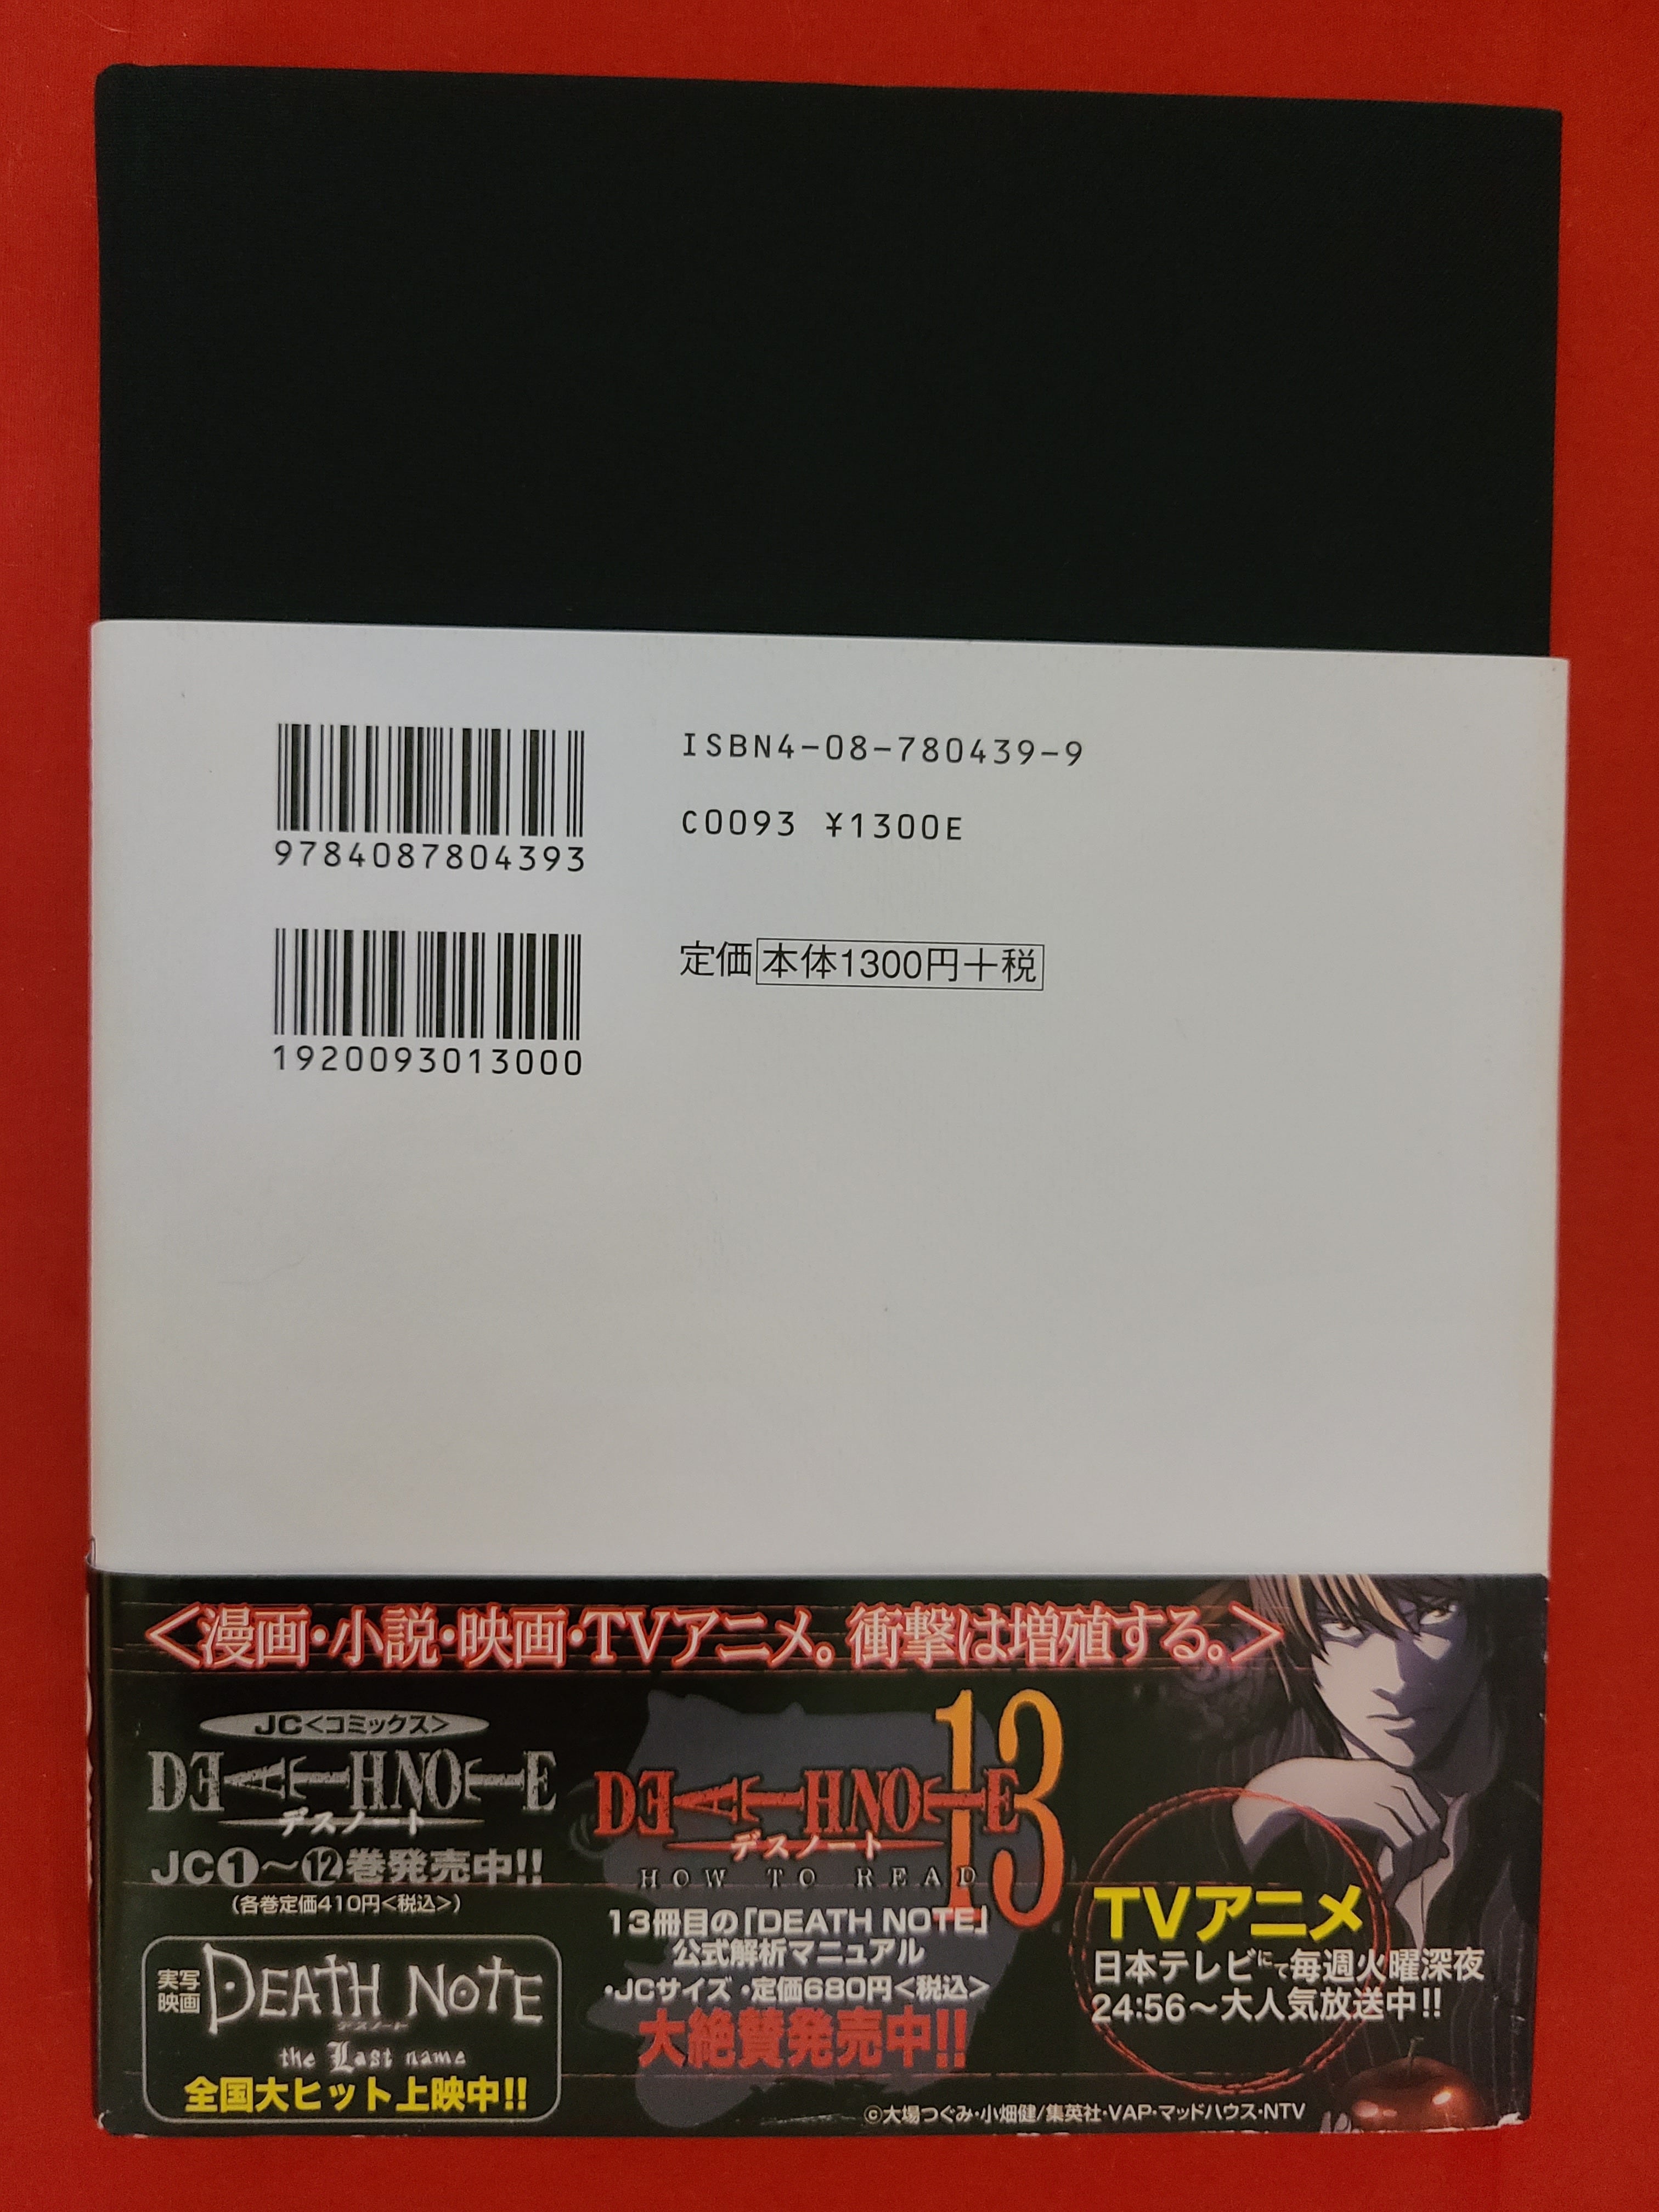 9784087804393
ISBN4-08-780439-9
C0093 ¥1300E
1920093013000
定価 本体1300円+税
<漫画・小説・映画・TVアニメ。衝撃は増殖する。>
JC<コミックス>
DEATH NOTE
デスノート
JC❶~⓬巻発売中!!
(各巻定価410円<税込>)
実写映画
DEATH NOTE
デスノート
the Last name
全国大ヒット上映中!!
DEATH NOTE 13
デスノート
HOW TO READ
13冊目の「DEATH NOTE」
公式解析マニュアル
・JCサイズ ・定価680円<税込>
大絶賛発売中!!
TVアニメ
日本テレビにて毎週火曜深夜
24:56~大人気放送中!!
©大場つぐみ・小畑健/集英社・VAP・マッドハウス・NTV